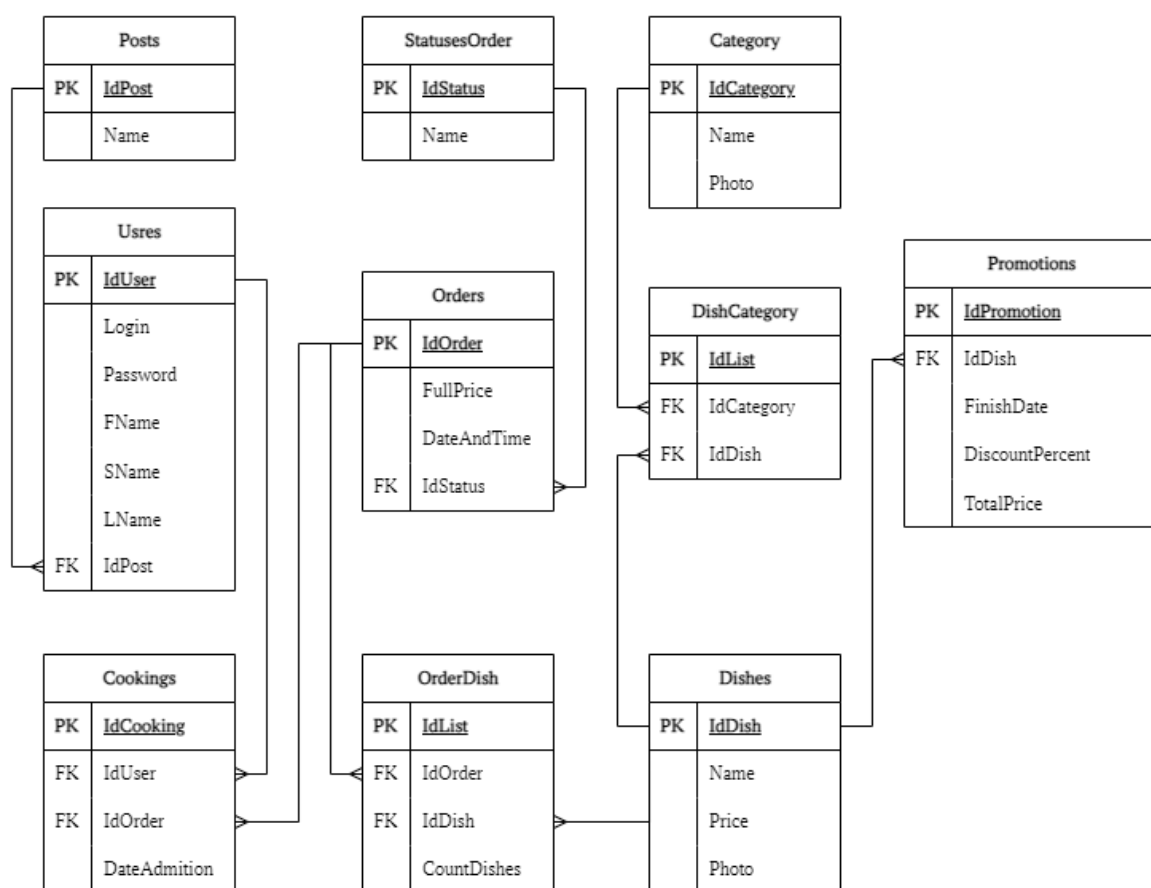 Posts
PK IdPost
Name
StatusesOrder
PK IdStatus
Name
Category
PK IdCategory
Name
Photo
Usres
PK IdUser
Login
Password
FName
SName
LName
FK IdPost
Orders
PK IdOrder
FullPrice
DateAndTime
FK IdStatus
DishCategory
PK IdList
FK IdCategory
FK IdDish
Promotions
PK IdPromotion
FK IdDish
FinishDate
DiscountPercent
TotalPrice
Cookings
PK IdCooking
FK IdUser
FK IdOrder
DateAdmition
OrderDish
PK IdList
FK IdOrder
FK IdDish
CountDishes
Dishes
PK IdDish
Name
Price
Photo